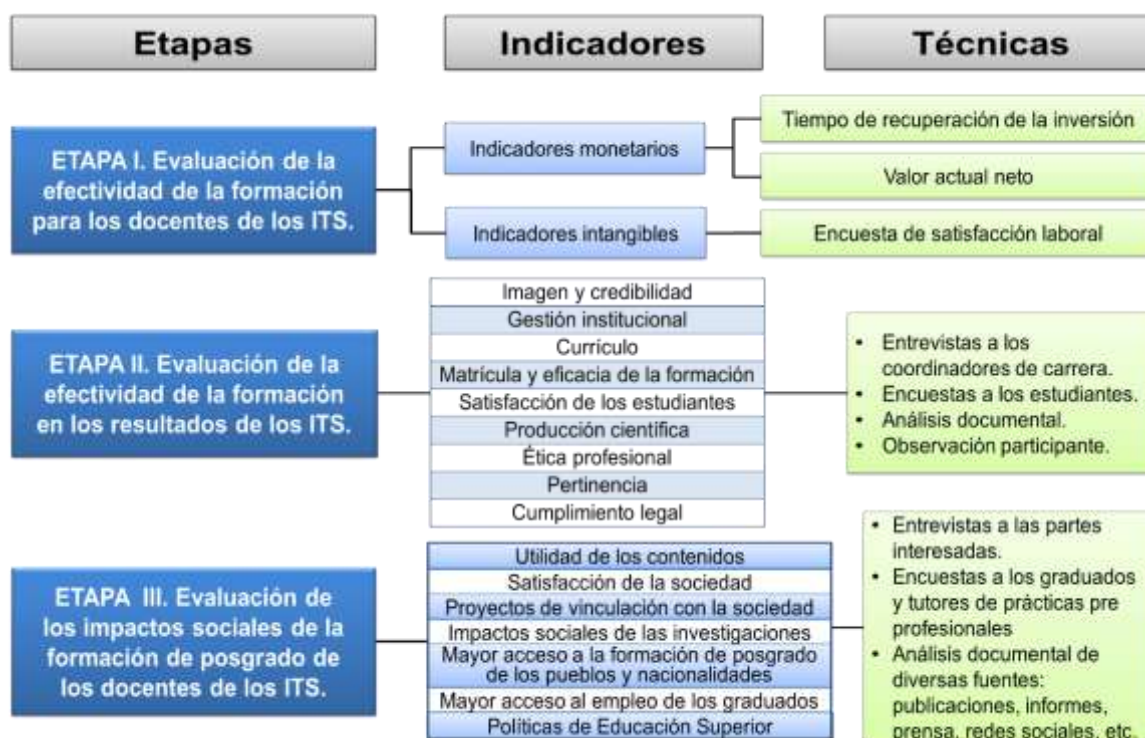 Etapas
Indicadores
Técnicas
ETAPA I. Evaluación de la
efectividad de la formación
para los docentes de los ITS.
Indicadores monetarios
Tiempo de recuperación de la inversión
Valor actual neto
Indicadores intangibles
Encuesta de satisfacción laboral
ETAPA II. Evaluación de la
efectividad de la formación
en los resultados de los ITS.
Imagen y credibilidad
Gestión institucional
Currículo
Matrícula y eficacia de la formación
Satisfacción de los estudiantes
Producción científica
Ética profesional
Pertinencia
Cumplimiento legal
• Entrevistas a los
coordinadores de carrera.
• Encuestas a los estudiantes.
• Análisis documental.
• Observación participante.
ETAPA III. Evaluación de
los impactos sociales de la
formación de posgrado de
los docentes de los ITS.
Utilidad de los contenidos
Satisfacción de la sociedad
Proyectos de vinculación con la sociedad
Impactos sociales de las investigaciones
Mayor acceso a la formación de posgrado
de los pueblos y nacionalidades
Mayor acceso al empleo de los graduados
Políticas de Educación Superior
• Entrevistas a las partes
interesadas.
• Encuestas a los graduados
y tutores de prácticas pre
profesionales
• Análisis documental de
diversas fuentes:
publicaciones, informes,
prensa, redes sociales, etc.